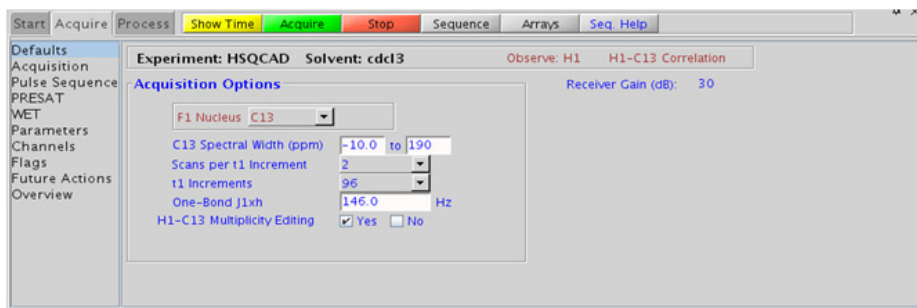 Start Acquire Process Show Time Acquire Stop Sequence Arrays Seq. Help
Defaults
Acquisition
Pulse Sequence
PRESAT
WET
Parameters
Channels
Flags
Future Actions
Overview
Experiment: HSQCAD Solvent: cdcl3 Observe: H1 H1-C13 Correlation
Acquisition Options Receiver Gain (dB): 30
F1 Nucleus C13
C13 Spectral Width (ppm) -10.0 to 190
Scans per t1 Increment 2
t1 Increments 96
One-Bond J1xh 146.0 Hz
H1-C13 Multiplicity Editing Yes No